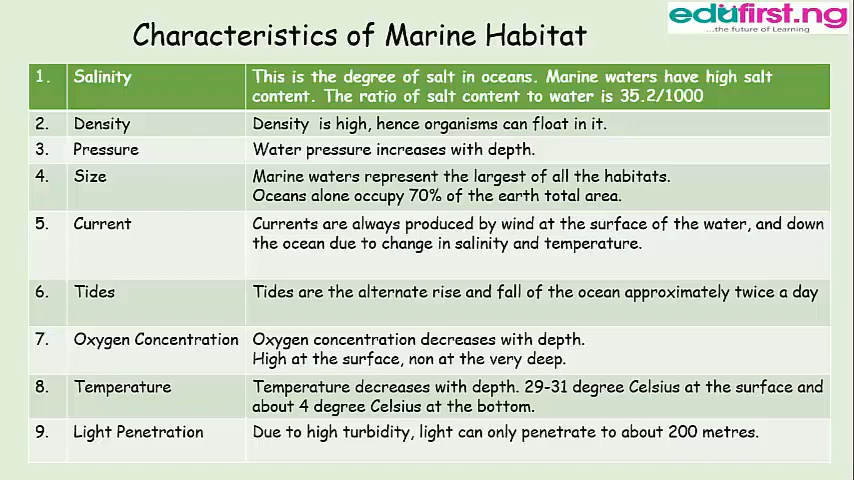 edufirst.ng
...the future of Learning
Characteristics of Marine Habitat
1. Salinity This is the degree of salt in oceans. Marine waters have high salt
content. The ratio of salt content to water is 35.2/1000
2. Density Density is high, hence organisms can float in it.
3. Pressure Water pressure increases with depth.
4. Size Marine waters represent the largest of all the habitats.
Oceans alone occupy 70% of the earth total area.
5. Current Currents are always produced by wind at the surface of the water, and down
the ocean due to change in salinity and temperature.
6. Tides Tides are the alternate rise and fall of the ocean approximately twice a day
7. Oxygen Concentration Oxygen concentration decreases with depth.
High at the surface, non at the very deep.
8. Temperature Temperature decreases with depth. 29-31 degree Celsius at the surface and
about 4 degree Celsius at the bottom.
9. Light Penetration Due to high turbidity, light can only penetrate to about 200 metres.